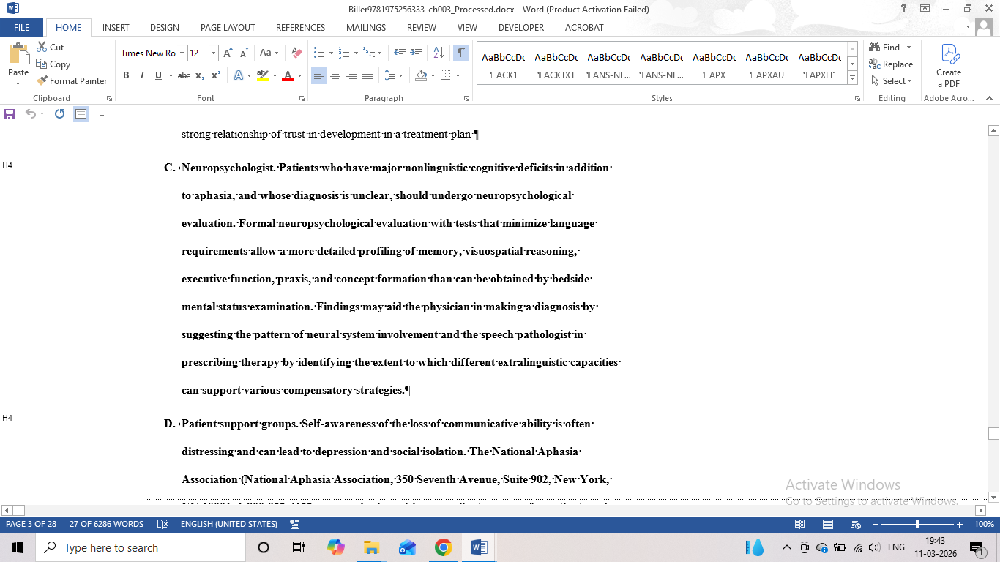 Biller9781975256333-ch003_Processed.docx - Word (Product Activation Failed)
FILE HOME INSERT DESIGN PAGE LAYOUT REFERENCES MAILINGS REVIEW VIEW DEVELOPER ACROBAT
Paste
Cut
Copy
Format Painter
Clipboard
Times New Ro 12
Font
Paragraph
AaBbCcDc AaBbCcDc AaBbCcDc AaBbCcDc AaBbCcDc AaBbCcDc AaBbCcDc
¶ ACK1 ¶ ACKTXT ¶ ANS-NL... ¶ ANS-NL... ¶ APX ¶ APXAU ¶ APXH1
Styles
Find
Replace
Select
Editing
Create a PDF
Adobe Acro...
strong relationship of trust in development in a treatment plan ¶
H4
C. Neuropsychologist. Patients who have major nonlinguistic cognitive deficits in addition
to aphasia, and whose diagnosis is unclear, should undergo neuropsychological
evaluation. Formal neuropsychological evaluation with tests that minimize language
requirements allow a more detailed profiling of memory, visuospatial reasoning,
executive function, praxis, and concept formation than can be obtained by bedside
mental status examination. Findings may aid the physician in making a diagnosis by
suggesting the pattern of neural system involvement and the speech pathologist in
prescribing therapy by identifying the extent to which different extralinguistic capacities
can support various compensatory strategies.¶
H4
D. Patient support groups. Self-awareness of the loss of communicative ability is often
distressing and can lead to depression and social isolation. The National Aphasia
Association (National Aphasia Association, 350 Seventh Avenue, Suite 902, New York,
Activate Windows
Go to Settings to activate Windows.
PAGE 3 OF 28 27 OF 6286 WORDS ENGLISH (UNITED STATES) 100%
Type here to search
ENG
19:43
11-03-2026
1